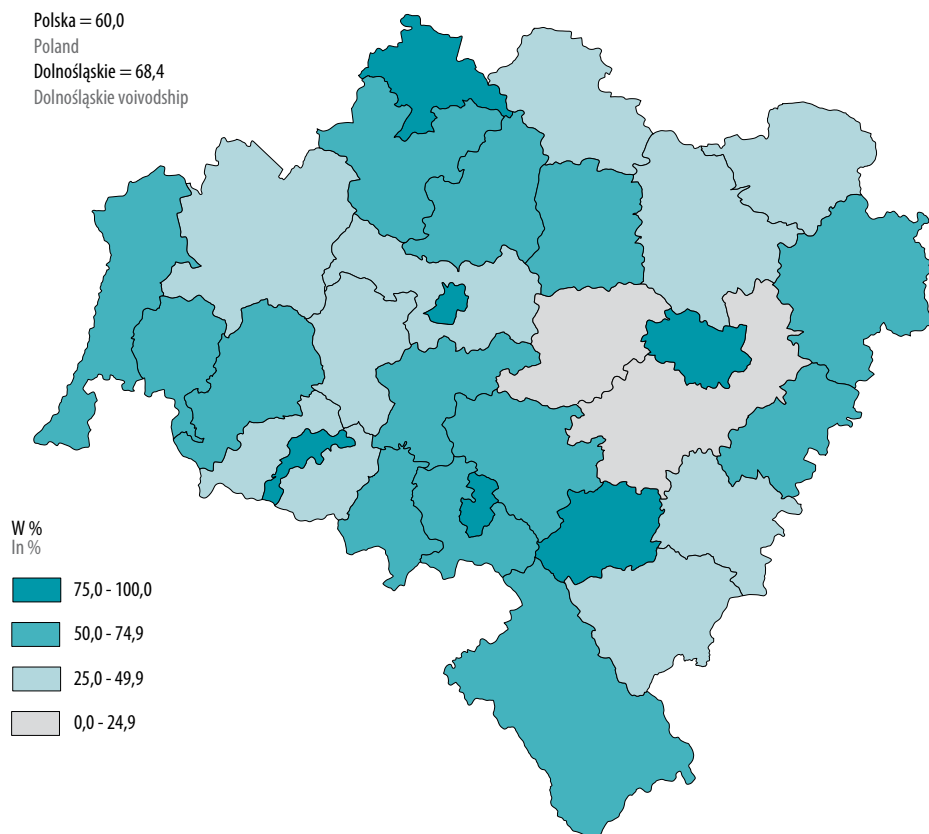 Polska = 60,0
Poland
Dolnośląskie = 68,4
Dolnośląskie voivodship
W %
In %
75,0 - 100,0
50,0 - 74,9
25,0 - 49,9
0,0 - 24,9